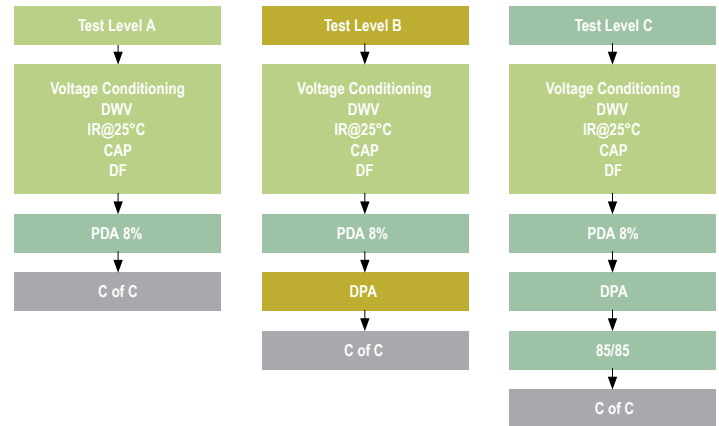 Test Level A
Voltage Conditioning
DWV
IR@25°C
CAP
DF
PDA 8%
C of C
Test Level B
Voltage Conditioning
DWV
IR@25°C
CAP
DF
PDA 8%
DPA
C of C
Test Level C
Voltage Conditioning
DWV
IR@25°C
CAP
DF
PDA 8%
DPA
85/85
C of C